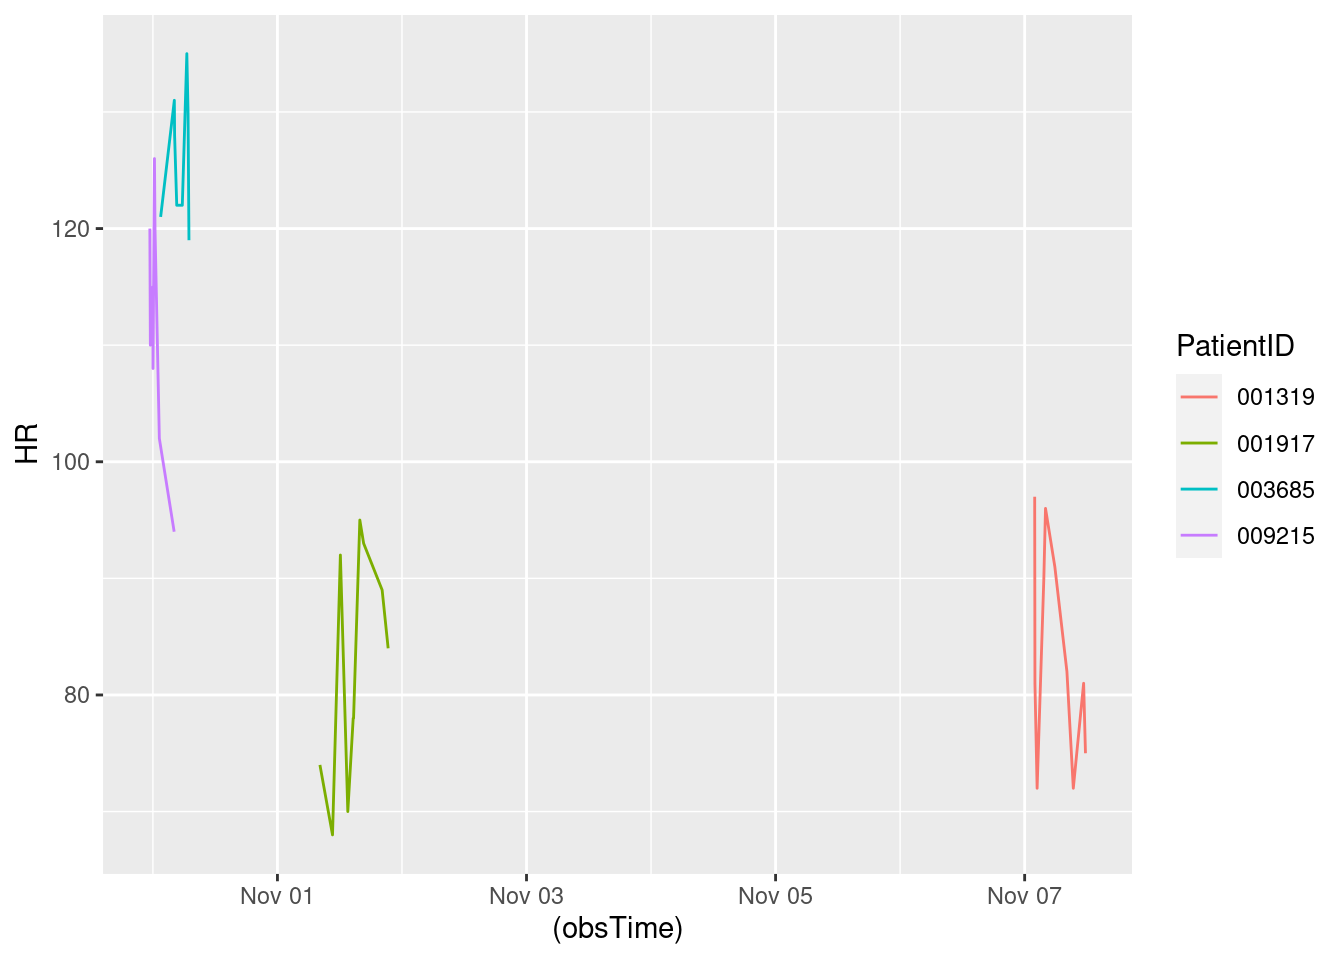 120
100
80
HR
Nov 01
Nov 03
Nov 05
Nov 07
(obsTime)
PatientID
001319
001917
003685
009215